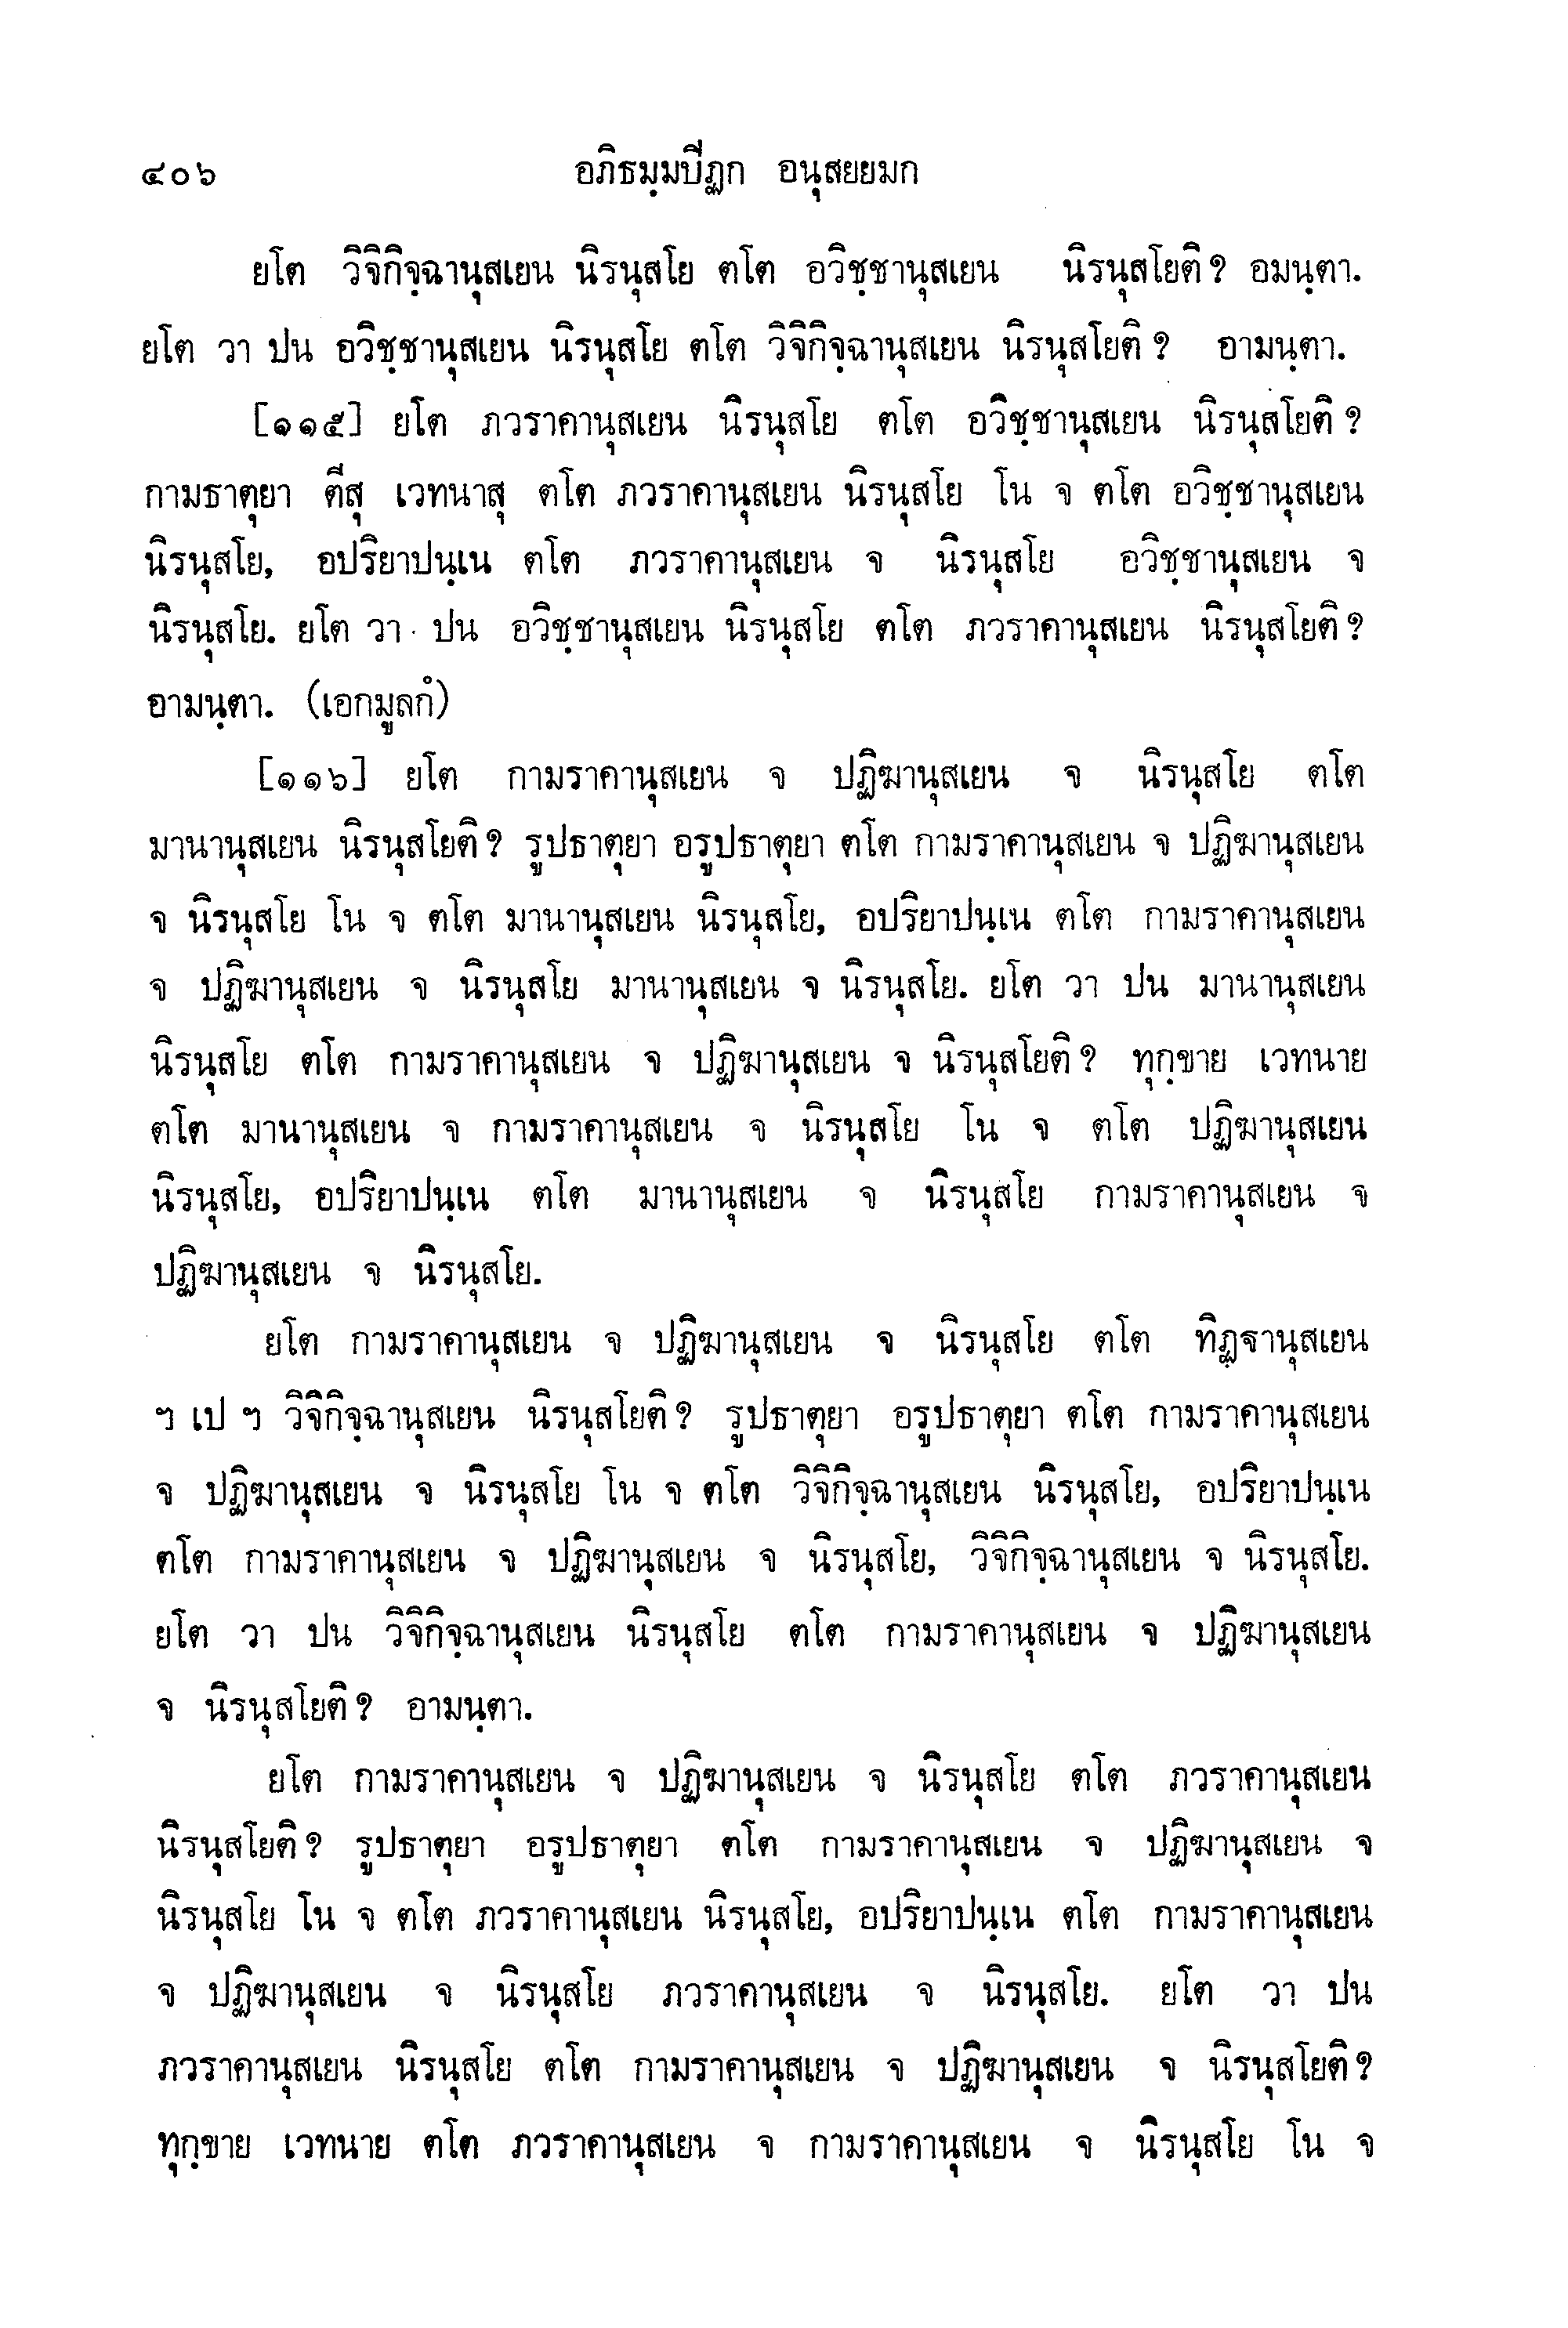 ๔๐๖ อภิธมฺมปีฏก อนุสยยมก
ยโต วิจิกิจฺฉานุสเยน นิรนุสโย ตโต อวิชฺชานุสเยน นิรนุสโยติ? อมนฺตา.
ยโต วา ปน อวิชฺชานุสเยน นิรนุสโย ตโต วิจิกิจฺฉานุสเยน นิรนุสโยติ? อามนฺตา.
[๑๑๕] ยโต ภวราคานุสเยน นิรนุสโย ตโต อวิชฺชานุสเยน นิรนุสโยติ?
กามธาตุยา ตีสุ เวทนาสุ ตโต ภวราคานุสเยน นิรนุสโย โน จ ตโต อวิชฺชานุสเยน
นิรนุสโย, อปริยาปนฺเน ตโต ภวราคานุสเยน จ นิรนุสโย อวิชฺชานุสเยน จ
นิรนุสโย. ยโต วา ปน อวิชฺชานุสเยน นิรนุสโย ตโต ภวราคานุสเยน นิรนุสโยติ?
อามนฺตา. (เอกมูลกํ)
[๑๑๖] ยโต กามราคานุสเยน จ ปฏิฆานุสเยน จ นิรนุสโย ตโต
มานานุสเยน นิรนุสโยติ? รูปธาตุยา อรูปธาตุยา ตโต กามราคานุสเยน จ ปฏิฆานุสเยน
จ นิรนุสโย โน จ ตโต มานานุสเยน นิรนุสโย, อปริยาปนฺเน ตโต กามราคานุสเยน
จ ปฏิฆานุสเยน จ นิรนุสโย มานานุสเยน จ นิรนุสโย. ยโต วา ปน มานานุสเยน
นิรนุสโย ตโต กามราคานุสเยน จ ปฏิฆานุสเยน จ นิรนุสโยติ? ทุกฺขาย เวทนาย
ตโต มานานุสเยน จ กามราคานุสเยน จ นิรนุสโย โน จ ตโต ปฏิฆานุสเยน
นิรนุสโย, อปริยาปนฺเน ตโต มานานุสเยน จ นิรนุสโย กามราคานุสเยน จ
ปฏิฆานุสเยน จ นิรนุสโย.
ยโต กามราคานุสเยน จ ปฏิฆานุสเยน จ นิรนุสโย ตโต ทิฏฺฐานุสเยน
ฯ เป ฯ วิจิกิจฺฉานุสเยน นิรนุสโยติ? รูปธาตุยา อรูปธาตุยา ตโต กามราคานุสเยน
จ ปฏิฆานุสเยน จ นิรนุสโย โน จ ตโต วิจิกิจฺฉานุสเยน นิรนุสโย, อปริยาปนฺเน
ตโต กามราคานุสเยน จ ปฏิฆานุสเยน จ นิรนุสโย, วิจิกิจฺฉานุสเยน จ นิรนุสโย.
ยโต วา ปน วิจิกิจฺฉานุสเยน นิรนุสโย ตโต กามราคานุสเยน จ ปฏิฆานุสเยน
จ นิรนุสโยติ? อามนฺตา.
ยโต กามราคานุสเยน จ ปฏิฆานุสเยน จ นิรนุสโย ตโต ภวราคานุสเยน
นิรนุสโยติ? รูปธาตุยา อรูปธาตุยา ตโต กามราคานุสเยน จ ปฏิฆานุสเยน จ
นิรนุสโย โน จ ตโต ภวราคานุสเยน นิรนุสโย, อปริยาปนฺเน ตโต กามราคานุสเยน
จ ปฏิฆานุสเยน จ นิรนุสโย ภวราคานุสเยน จ นิรนุสโย. ยโต วา ปน
ภวราคานุสเยน นิรนุสโย ตโต กามราคานุสเยน จ ปฏิฆานุสเยน จ นิรนุสโยติ?
ทุกฺขาย เวทนาย ตโต ภวราคานุสเยน จ กามราคานุสเยน จ นิรนุสโย โน จ